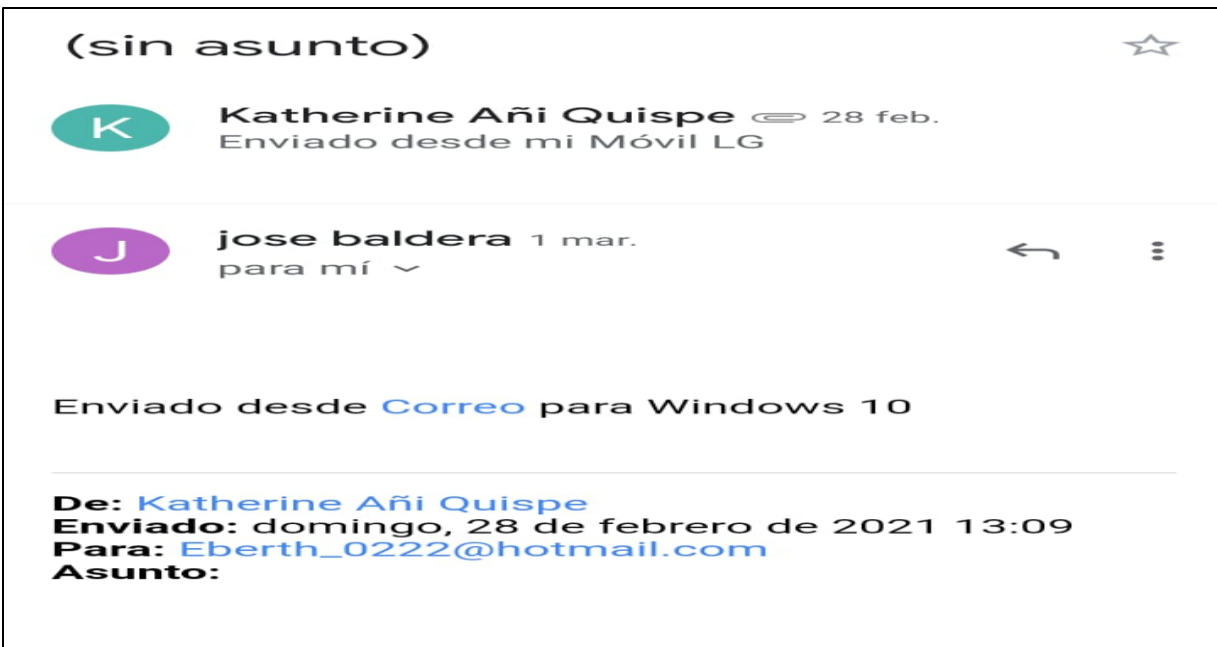 (sin asunto)
K
Katherine Añi Quispe 28 feb.
Enviado desde mi Móvil LG
J
jose baldera 1 mar.
para mí
Enviado desde Correo para Windows 10
De: Katherine Añi Quispe
Enviado: domingo, 28 de febrero de 2021 13:09
Para: Eberth_0222@hotmail.com
Asunto: